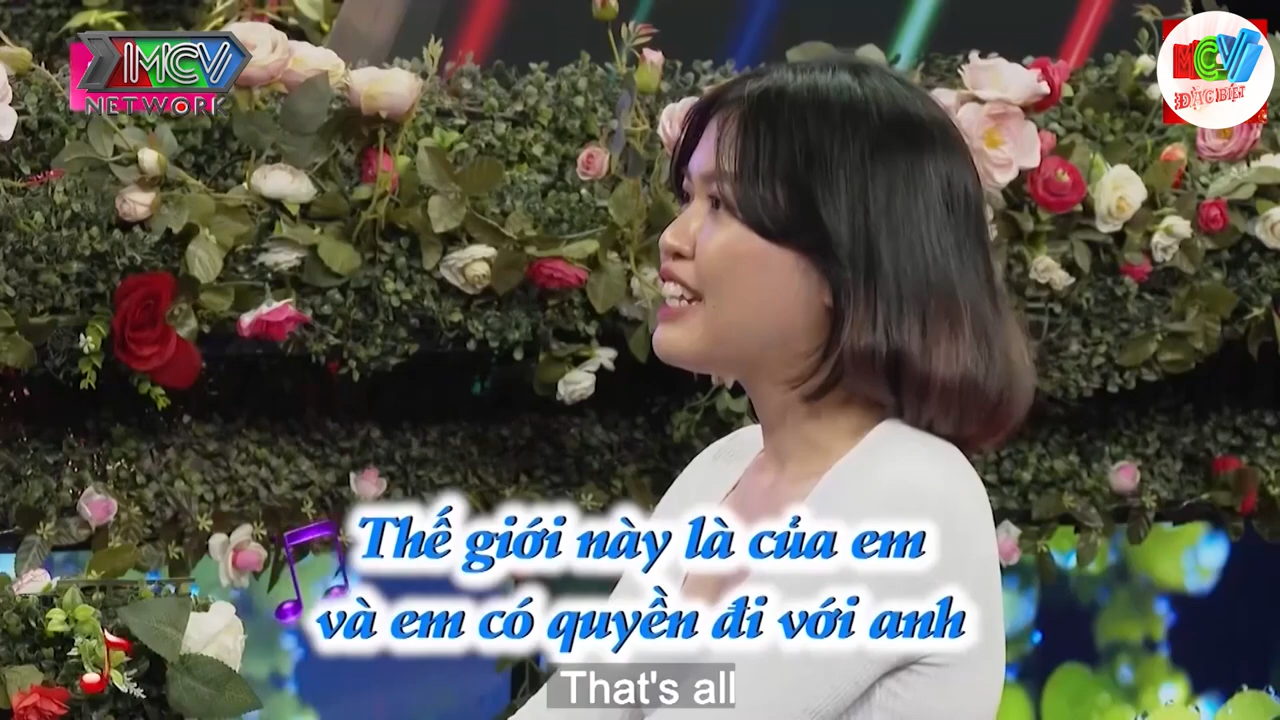 MCV
NETWORK
MCV
ĐẶC BIỆT
Thế giới này là của em
và em có quyền đi với anh
That's all